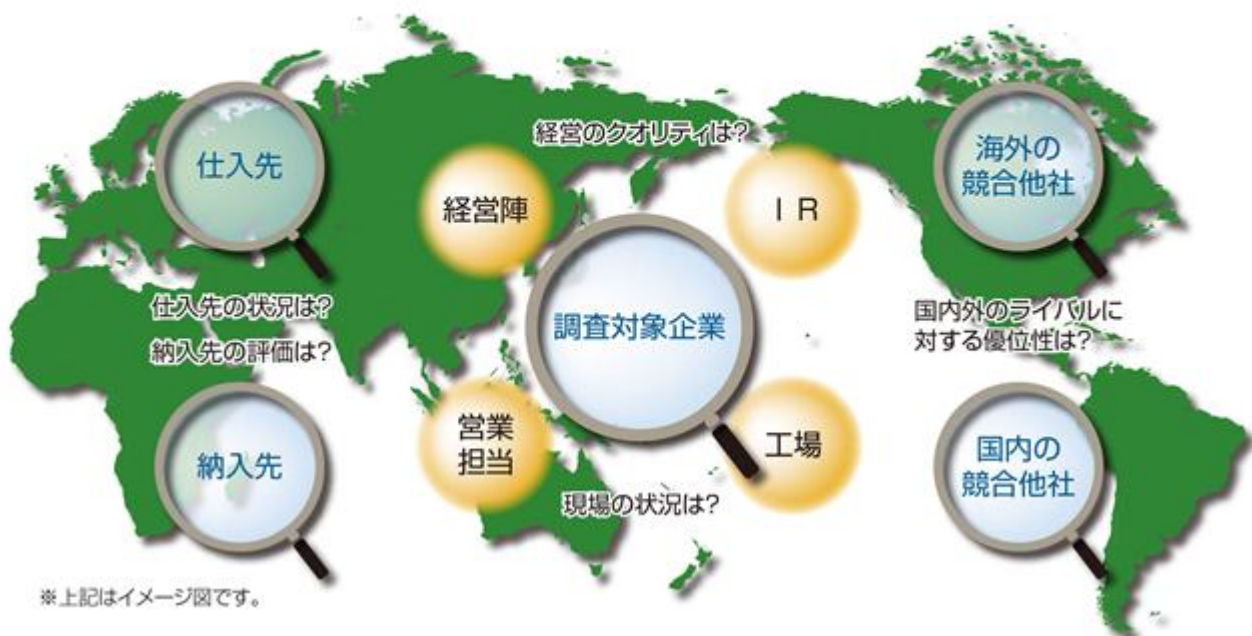 経営のクオリティは?
仕入先
経営陣
ＩＲ
海外の
競合他社
仕入先の状況は?
納入先の評価は?
調査対象企業
国内外のライバルに
対する優位性は?
納入先
営業
担当
工場
国内の
競合他社
現場の状況は?
※上記はイメージ図です。